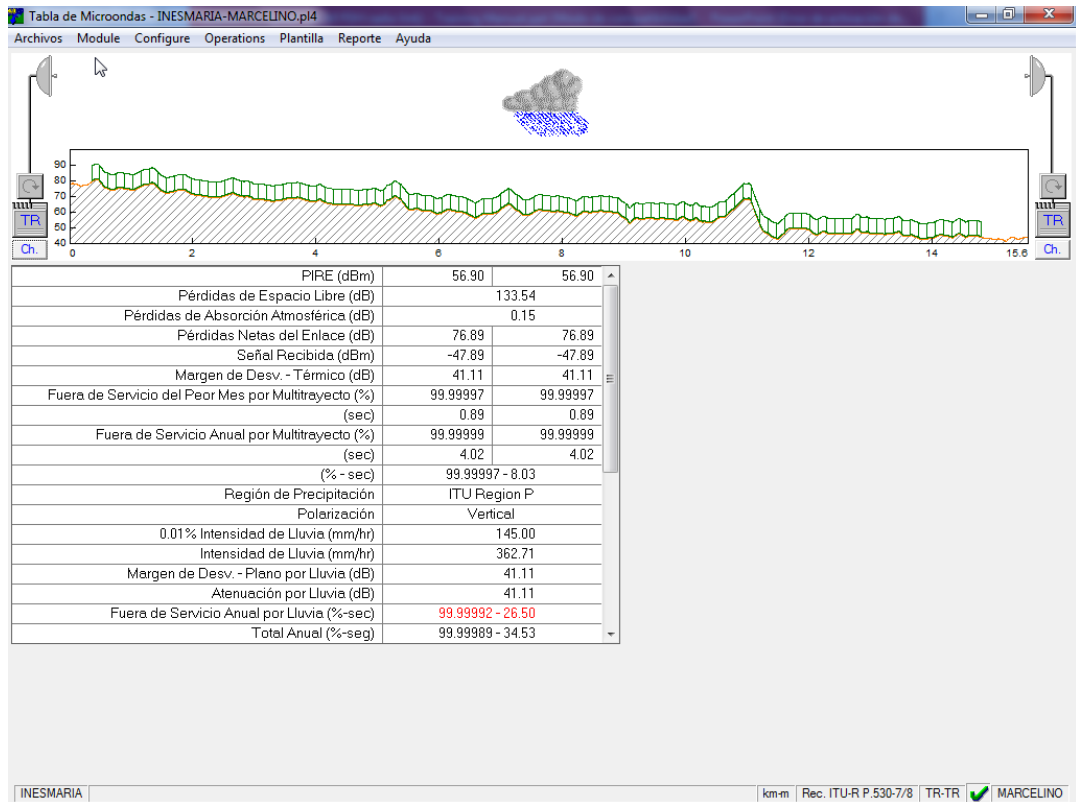 Tabla de Microondas - INESMARIA-MARCELINO.pl4
Archivos Module Configure Operations Plantilla Reporte Ayuda
90
80
70
60
50
40
TR TR
Ch. Ch.
0 2 4 6 8 10 12 14 15.6
PIRE (dBm) 56.90 56.90
Pérdidas de Espacio Libre (dB) 133.54
Pérdidas de Absorción Atmosférica (dB) 0.15
Pérdidas Netas del Enlace (dB) 76.89 76.89
Señal Recibida (dBm) -47.89 -47.89
Margen de Desv. - Térmico (dB) 41.11 41.11
Fuera de Servicio del Peor Mes por Multitrayecto (%) 99.99997 99.99997
(sec) 0.89 0.89
Fuera de Servicio Anual por Multitrayecto (%) 99.99999 99.99999
(sec) 4.02 4.02
(% - sec) 99.99997 - 8.03
Región de Precipitación ITU Region P
Polarización Vertical
0.01% Intensidad de Lluvia (mm/hr) 145.00
Intensidad de Lluvia (mm/hr) 362.71
Margen de Desv. - Plano por Lluvia (dB) 41.11
Atenuación por Lluvia (dB) 41.11
Fuera de Servicio Anual por Lluvia (%-sec) 99.99992 - 26.50
Total Anual (%-seg) 99.99989 - 34.53
INESMARIA km-m Rec. ITU-R P.530-7/8 TR-TR MARCELINO